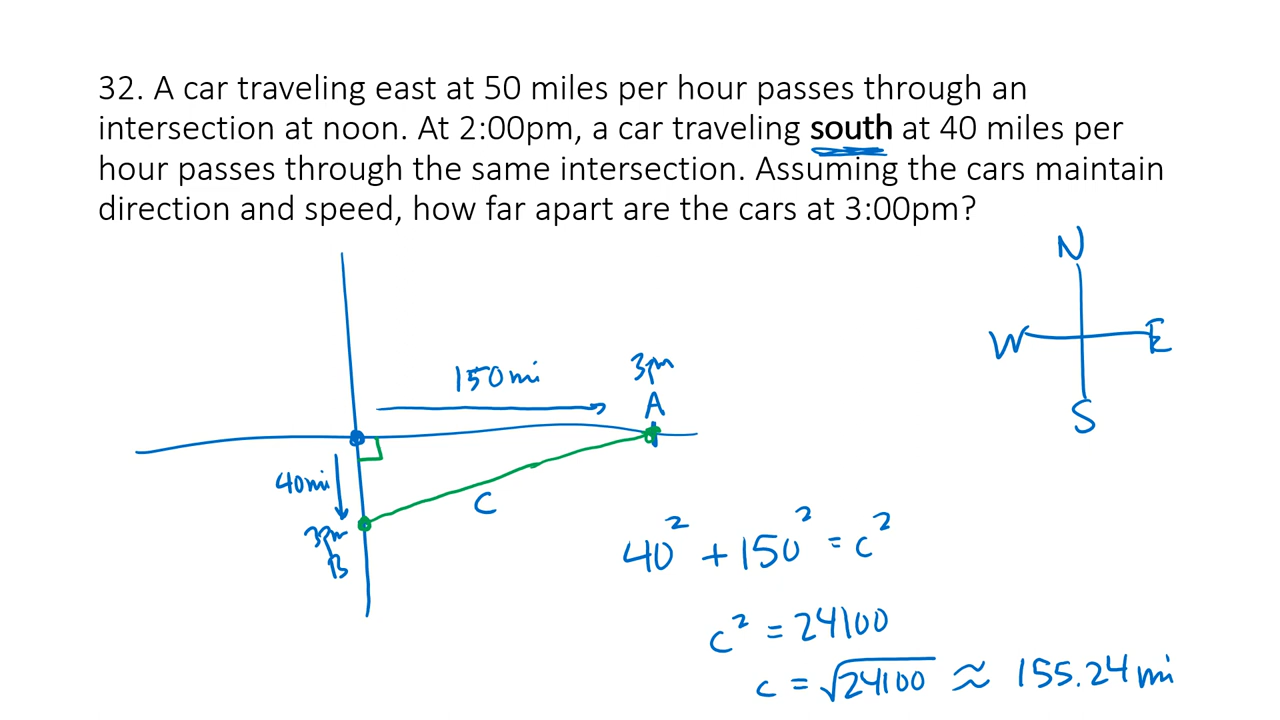 32. A car traveling east at 50 miles per hour passes through an
intersection at noon. At 2:00pm, a car traveling south at 40 miles per
hour passes through the same intersection. Assuming the cars maintain
direction and speed, how far apart are the cars at 3:00pm?
N
W E
S
150mi
3pm
A
40mi
3pm
B
C
40² + 150² = c²
c² = 24100
c = √24100 ≈ 155.24 mi